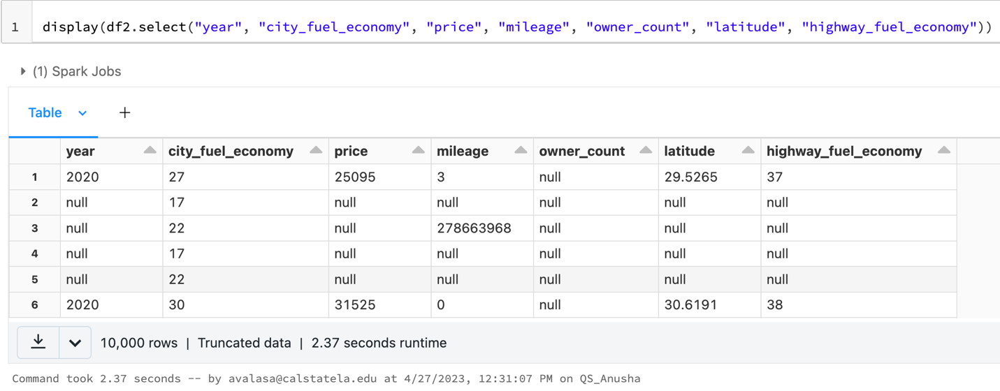 1 display(df2.select("year", "city_fuel_economy", "price", "mileage", "owner_count", "latitude", "highway_fuel_economy"))
(1) Spark Jobs
Table +
year city_fuel_economy price mileage owner_count latitude highway_fuel_economy
1 2020 27 25095 3 null 29.5265 37
2 null 17 null null null null null
3 null 22 null 278663968 null null null
4 null 17 null null null null null
5 null 22 null null null null null
6 2020 30 31525 0 null 30.6191 38
10,000 rows | Truncated data | 2.37 seconds runtime
Command took 2.37 seconds -- by avalasa@calstatela.edu at 4/27/2023, 12:31:07 PM on QS_Anusha